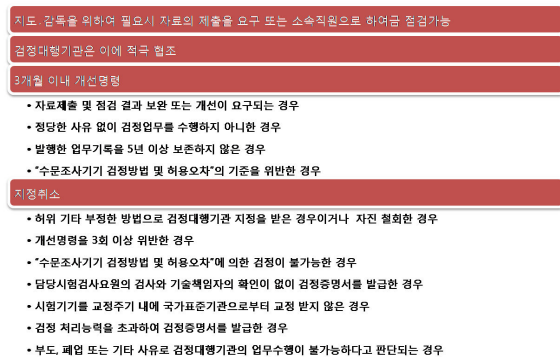 지도, 감독을 위하여 필요시 자료의 제출을 요구 또는 소속직원으로 하여금 점검가능
검정대행기관은 이에 적극 협조
3개월 이내 개선명령
• 자료제출 및 점검 결과 보완 또는 개선이 요구되는 경우
• 정당한 사유 없이 검정업무를 수행하지 아니한 경우
• 발행한 업무기록을 5년 이상 보존하지 않은 경우
• "수문조사기기 검정방법 및 허용오차"의 기준을 위반한 경우
지정취소
• 허위 기타 부정한 방법으로 검정대행기관 지정을 받은 경우이거나 자진 철회한 경우
• 개선명령을 3회 이상 위반한 경우
• "수문조사기기 검정방법 및 허용오차"에 의한 검정이 불가능한 경우
• 담당시험검사요원의 검사와 기술책임자의 확인이 없이 검정증명서를 발급한 경우
• 시험기기를 교정주기 내에 국가표준기관으로부터 교정 받지 않은 경우
• 검정 처리능력을 초과하여 검정증명서를 발급한 경우
• 부도, 폐업 또는 기타 사유로 검정대행기관의 업무수행이 불가능하다고 판단되는 경우